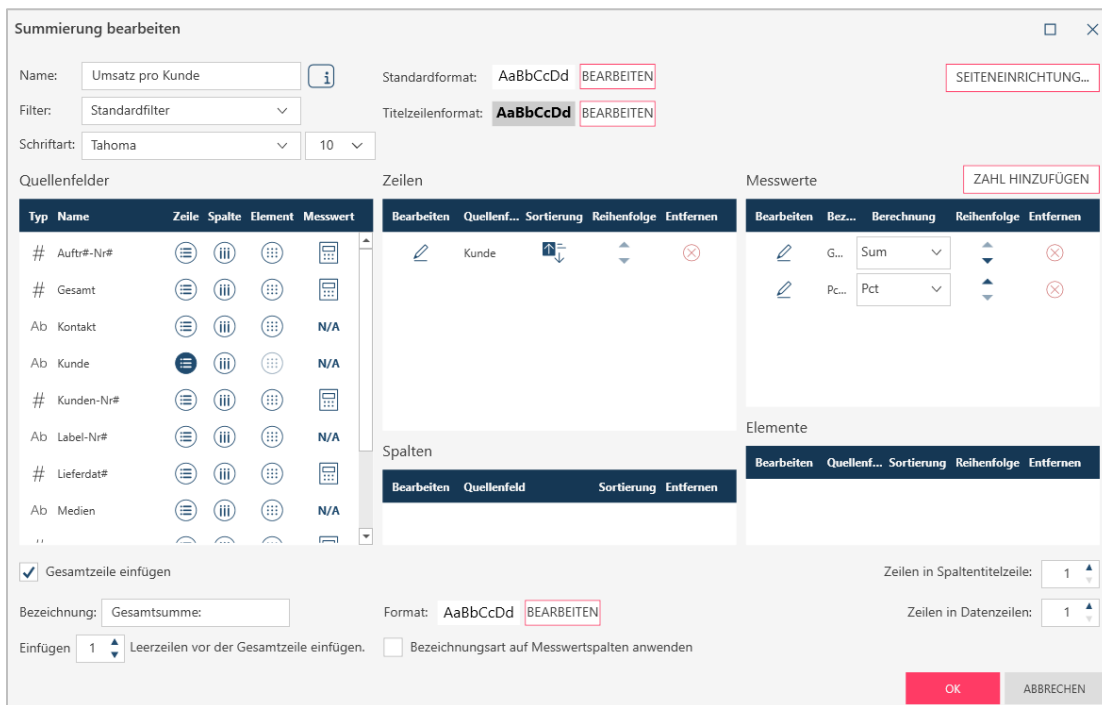 Summierung bearbeiten
Name: Umsatz pro Kunde i Standardformat: AaBbCcDd BEARBEITEN SEITENEINRICHTUNG...
Filter: Standardfilter Titelzeilenformat: AaBbCcDd BEARBEITEN
Schriftart: Tahoma 10
Quellenfelder Zeilen Messwerte ZAHL HINZUFÜGEN
Typ Name Zeile Spalte Element Messwert Bearbeiten Quellenf... Sortierung Reihenfolge Entfernen Bearbeiten Bez... Berechnung Reihenfolge Entfernen
# Auftr#-Nr# Kunde G... Sum
# Gesamt Pc... Pct
Ab Kontakt N/A
Ab Kunde N/A
# Kunden-Nr#
Ab Label-Nr# N/A
Elemente
Spalten
Bearbeiten Quellenf... Sortierung Reihenfolge Entfernen
# Lieferdat#
Bearbeiten Quellenfeld Sortierung Entfernen
Ab Medien N/A
Gesamtzeile einfügen Zeilen in Spaltentitelzeile: 1
Bezeichnung: Gesamtsumme: Format: AaBbCcDd BEARBEITEN Zeilen in Datenzeilen: 1
Einfügen 1 Leerzeilen vor der Gesamtzeile einfügen. Bezeichnungsart auf Messwertspalten anwenden
OK ABBRECHEN